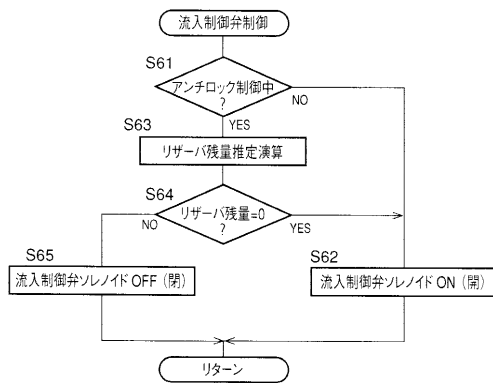 流入制御弁制御
S61
アンチロック制御中
?
NO
YES
S63
リザーバ残量推定演算
S64
リザーバ残量=0
?
NO
YES
S65
流入制御弁ソレノイド OFF (閉)
S62
流入制御弁ソレノイド ON (開)
リターン